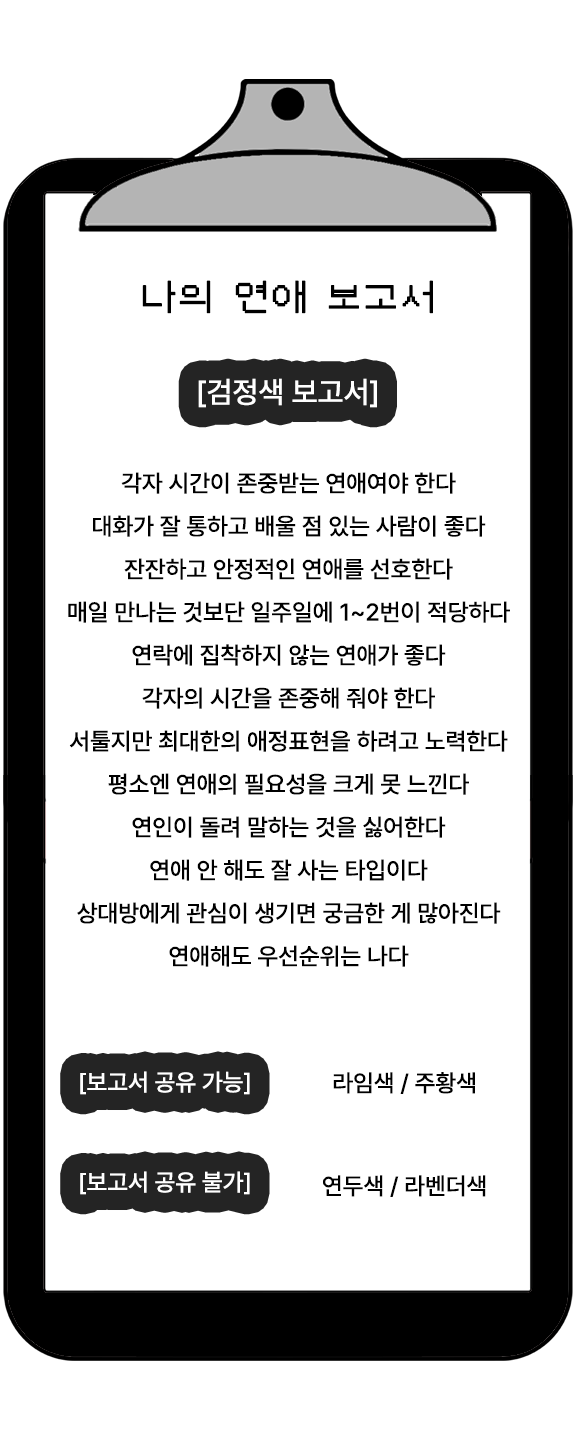 나의 연애 보고서
[검정색 보고서]
각자 시간이 존중받는 연애여야 한다
대화가 잘 통하고 배울 점 있는 사람이 좋다
잔잔하고 안정적인 연애를 선호한다
매일 만나는 것보단 일주일에 1~2번이 적당하다
연락에 집착하지 않는 연애가 좋다
각자의 시간을 존중해 줘야 한다
서툴지만 최대한의 애정표현을 하려고 노력한다
평소엔 연애의 필요성을 크게 못 느낀다
연인이 돌려 말하는 것을 싫어한다
연애 안 해도 잘 사는 타입이다
상대방에게 관심이 생기면 궁금한 게 많아진다
연애해도 우선순위는 나다
[보고서 공유 가능] 라임색 / 주황색
[보고서 공유 불가] 연두색 / 라벤더색